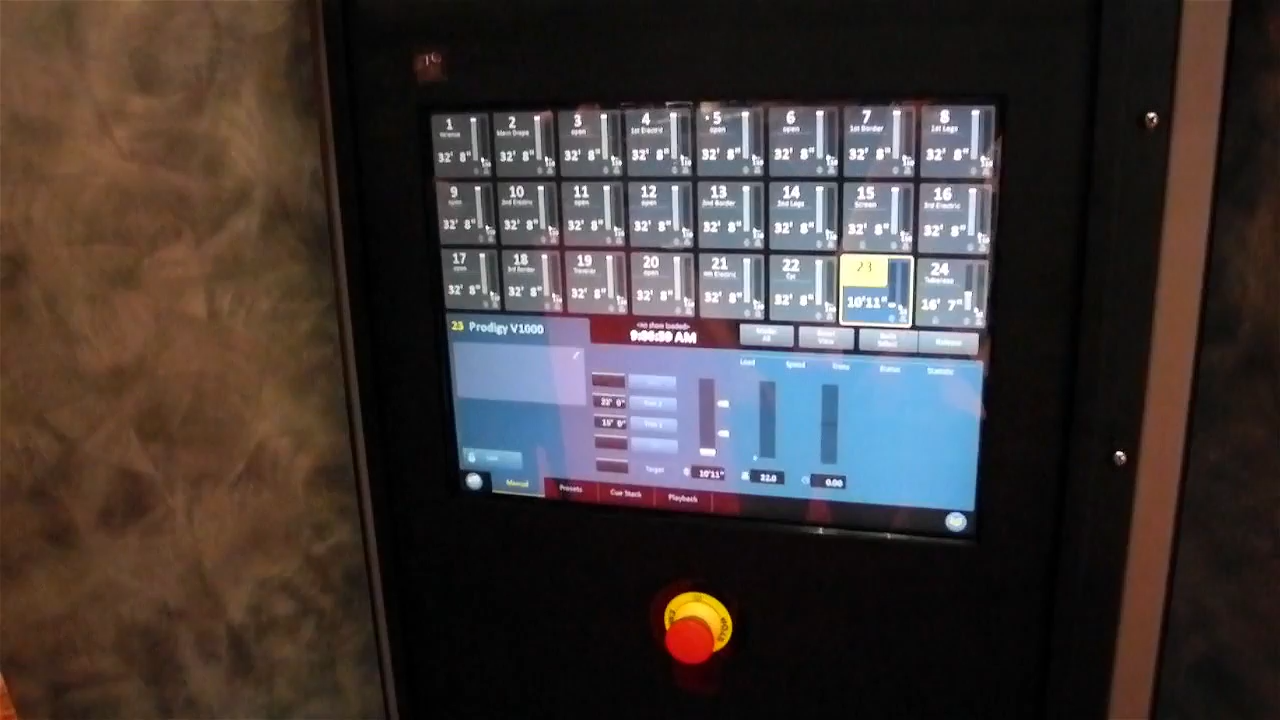 1 2 3 4 5 6 7 8
Valence Main Drape open 1st Electric open open 1st Border 1st Legs
32' 8" 32' 8" 32' 8" 32' 8" 32' 8" 32' 8" 32' 8" 32' 8"
9 10 11 12 13 14 15 16
open 2nd Electric open open 2nd Border 2nd Legs Screen 3rd Electric
32' 8" 32' 8" 32' 8" 32' 8" 32' 8" 32' 8" 32' 8" 32' 8"
17 18 19 20 21 22 23 24
open 3rd Border Traveler open 4th Electric Cyc
32' 8" 32' 8" 32' 8" 32' 8" 32' 8" 32' 8" 10'11" 16' 7"
23 Prodigy V1000
<no show loaded>
AM
View
Release
Load Speed Status
22' 0"
15' 0"
Target 10'11" 22.0 0.00
Manual Presets Cue Stack Playback